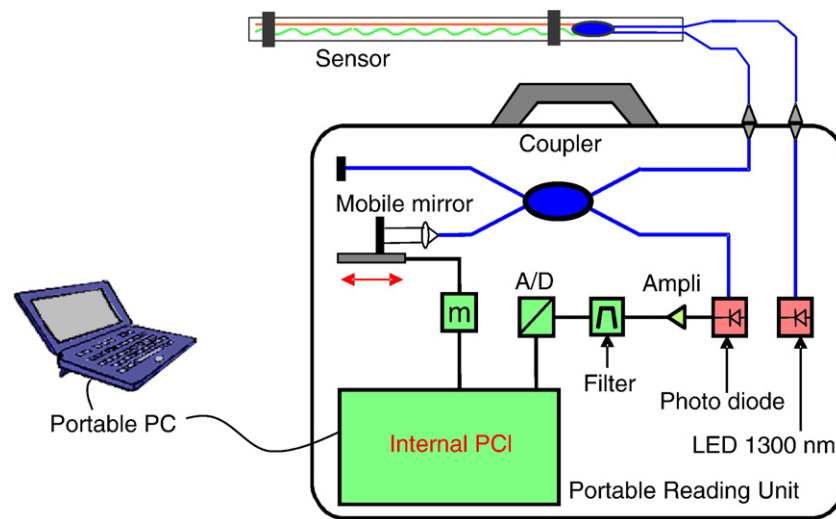 Sensor
Coupler
Mobile mirror
A/D
Ampli
m
Filter
Photo diode
Portable PC
Internal PCI
LED 1300 nm
Portable Reading Unit